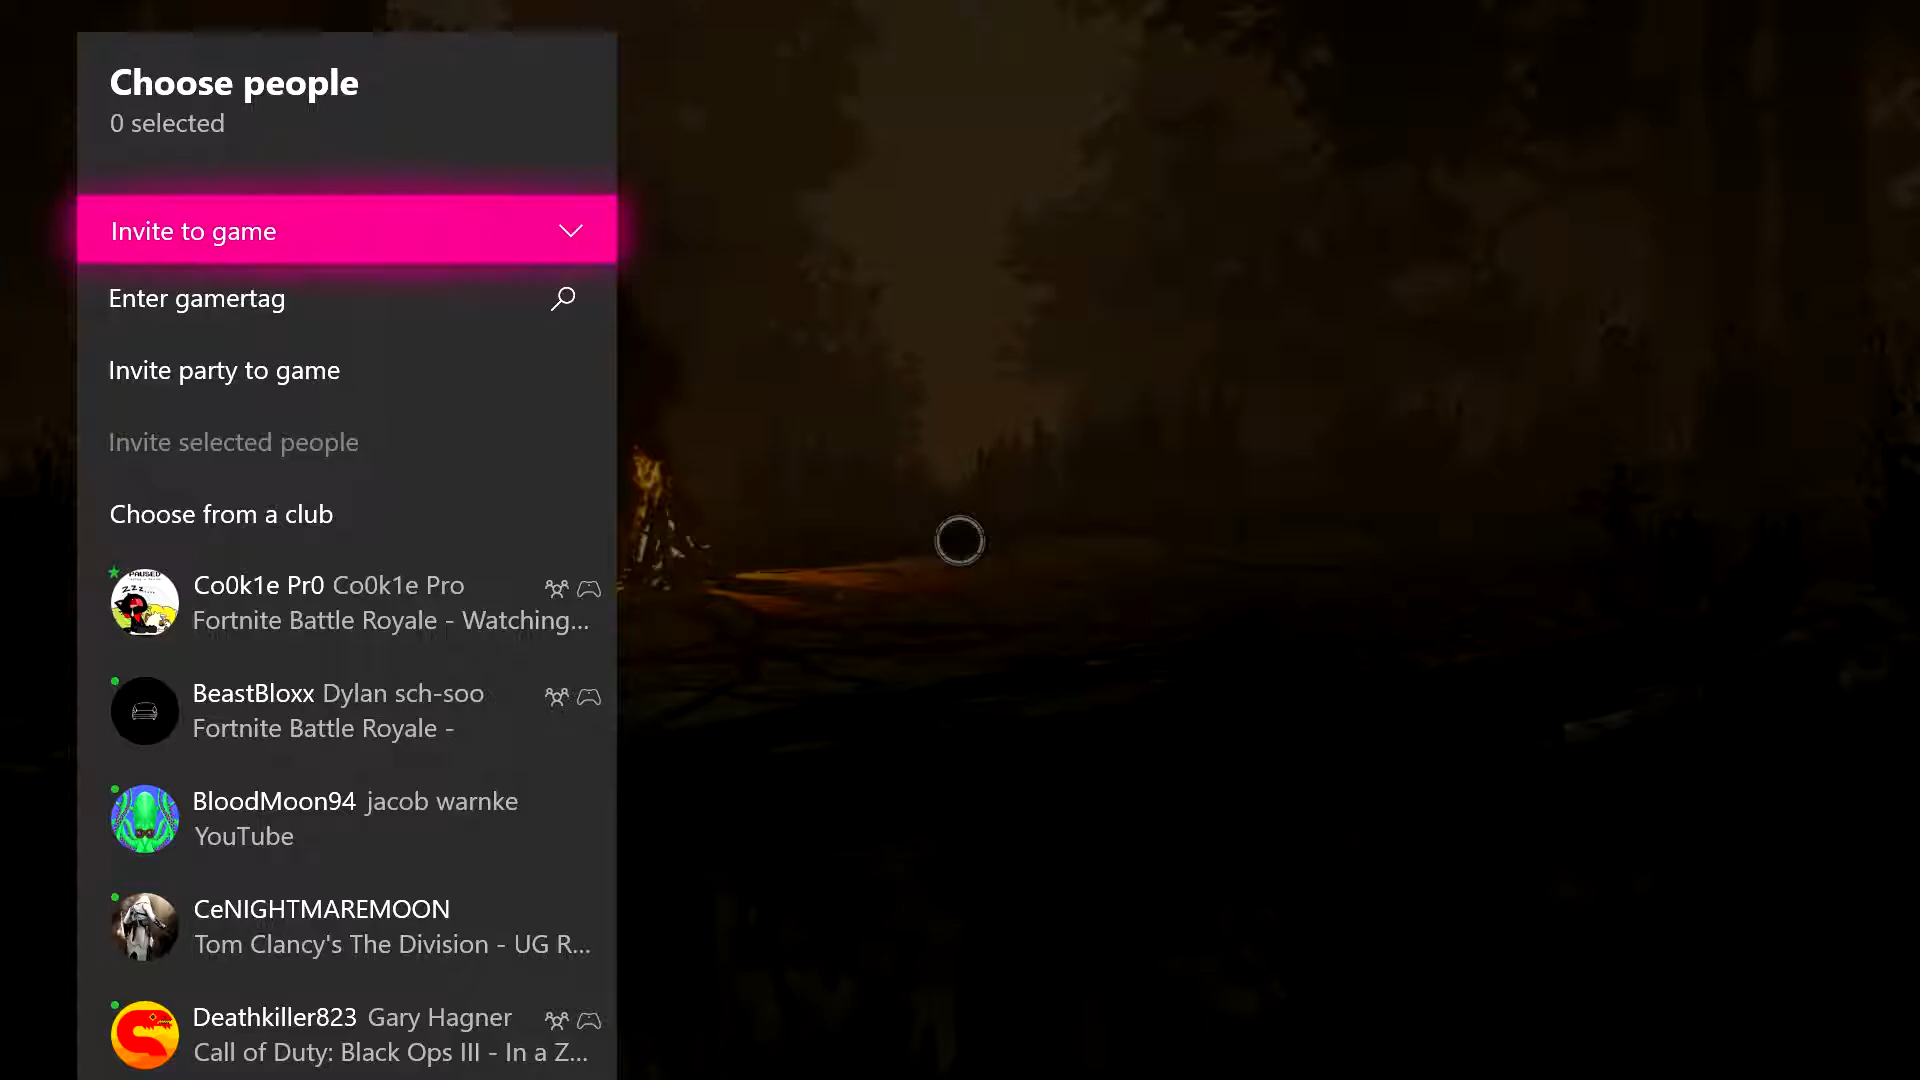 Choose people
0 selected
Invite to game
Enter gamertag
Invite party to game
Invite selected people
Choose from a club
PAUSED
zzz....
Co0k1e Pr0 Co0k1e Pro
Fortnite Battle Royale - Watching...
BeastBloxx Dylan sch-soo
Fortnite Battle Royale -
BloodMoon94 jacob warnke
YouTube
CeNIGHTMAREMOON
Tom Clancy's The Division - UG R...
Deathkiller823 Gary Hagner
Call of Duty: Black Ops III - In a Z...